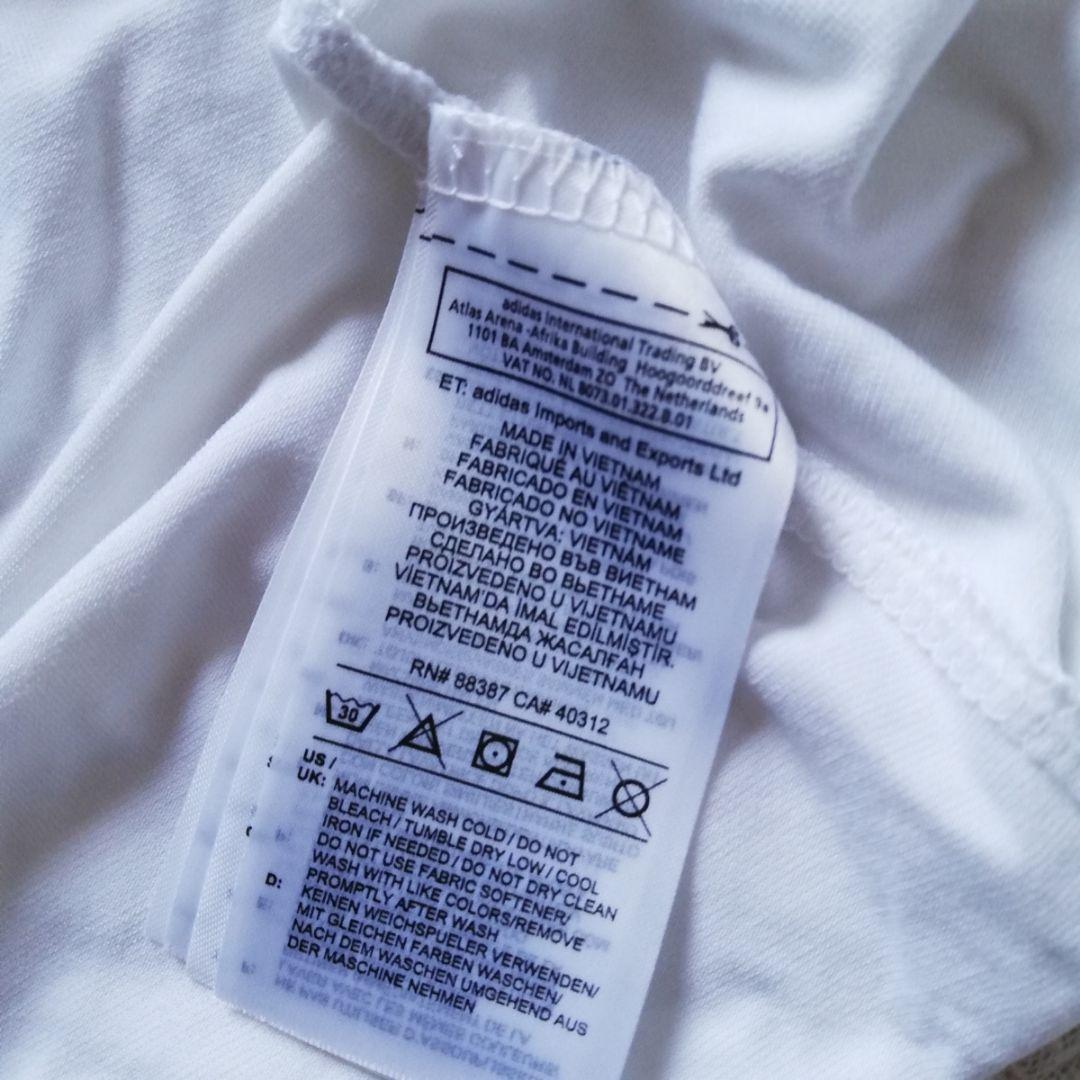 adidas International Trading BV
Atlas Arena -Afrika Building Hoogoorddreef 9a
1101 BA Amsterdam ZO The Netherlands
VAT NO. NL 8073.01.322.B.01
ET: adidas Imports and Exports Ltd
MADE IN VIETNAM
FABRIQUÉ AU VIETNAM
FABRICADO EN VIETNAM
FABRICADO NO VIETNAME
GYÁRTVA: VIETNÁM
ПРОИЗВЕДЕНО ВЪВ ВИЕТНАМ
СДЕЛАНО ВО ВЬЕТНАМЕ
PROIZVEDENO U VIJETNAMU
VİETNAM'DA İMAL EDİLMİŞTİR.
ВЬЕТНАМДА ЖАСАЛҒАН
PROIZVEDENO U VIJETNAMU
RN# 88387 CA# 40312
30
US /
UK: MACHINE WASH COLD / DO NOT
BLEACH / TUMBLE DRY LOW / COOL
IRON IF NEEDED / DO NOT DRY CLEAN
DO NOT USE FABRIC SOFTENER/
WASH WITH LIKE COLORS/REMOVE
PROMPTLY AFTER WASH
D: KEINEN WEICHSPUELER VERWENDEN/
MIT GLEICHEN FARBEN WASCHEN/
NACH DEM WASCHEN UMGEHEND AUS
DER MASCHINE NEHMEN